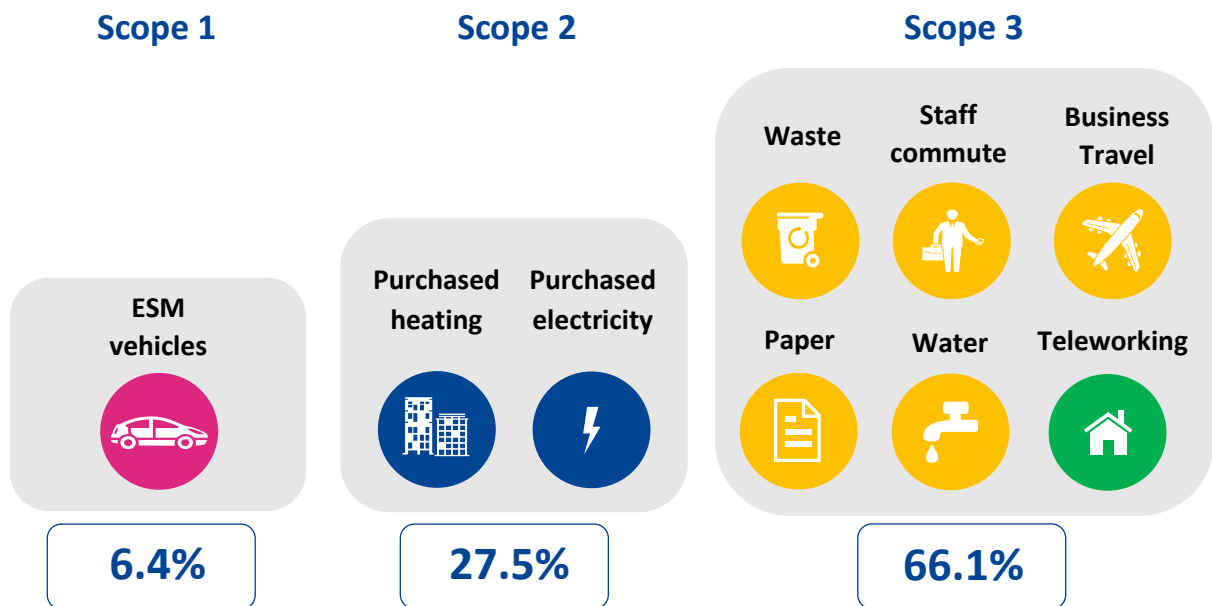 Scope 1
Scope 2
Scope 3
ESM
vehicles
Purchased
heating
Purchased
electricity
Waste
Staff
commute
Business
Travel
Paper
Water
Teleworking
6.4%
27.5%
66.1%